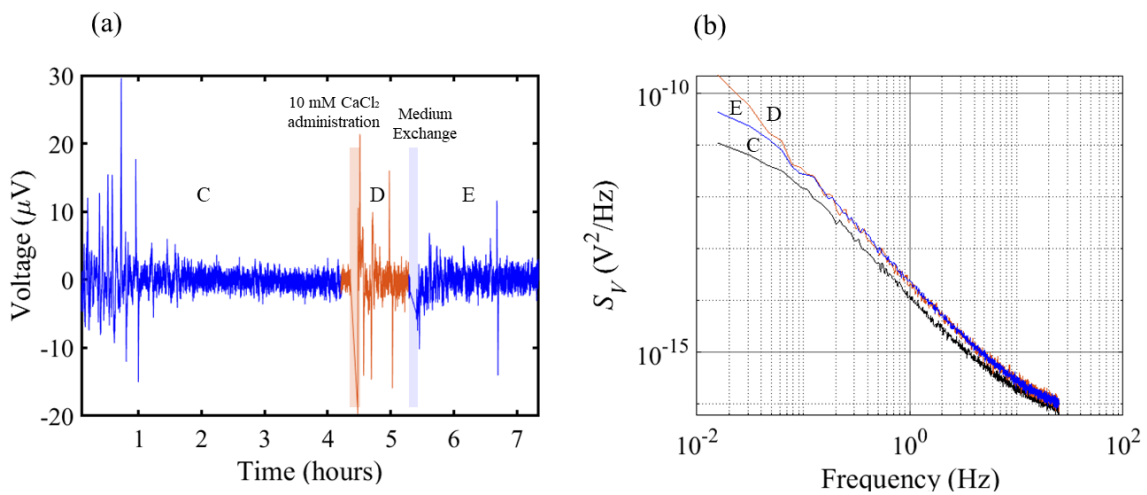 (a)
30
20
10
0
-10
-20
Voltage (μV)
10 mM CaCl₂
administration
Medium
Exchange
C
D
E
1 2 3 4 5 6 7
Time (hours)
(b)
10⁻¹⁰
10⁻¹⁵
S_V (V²/Hz)
E
D
C
10⁻² 10⁰ 10² 
Frequency (Hz)